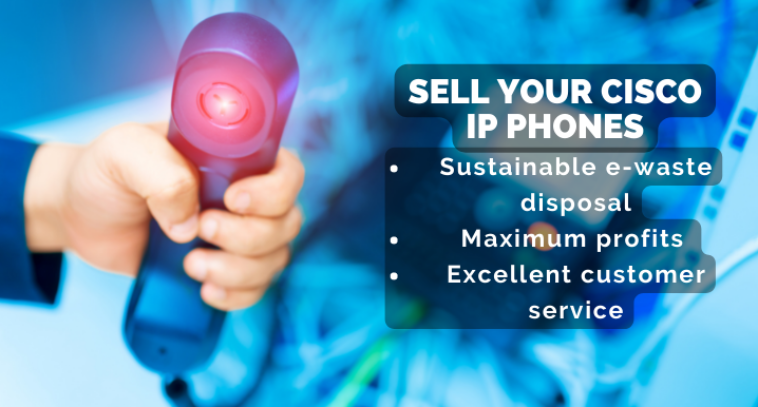 SELL YOUR CISCO
IP PHONES
• Sustainable e-waste
disposal
• Maximum profits
• Excellent customer
service